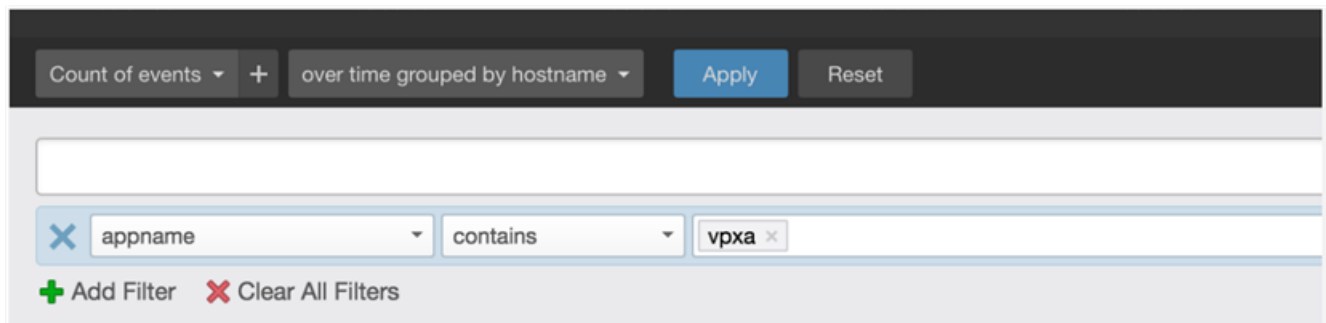 Count of events + over time grouped by hostname Apply Reset
appname contains vpxa ×
Add Filter Clear All Filters